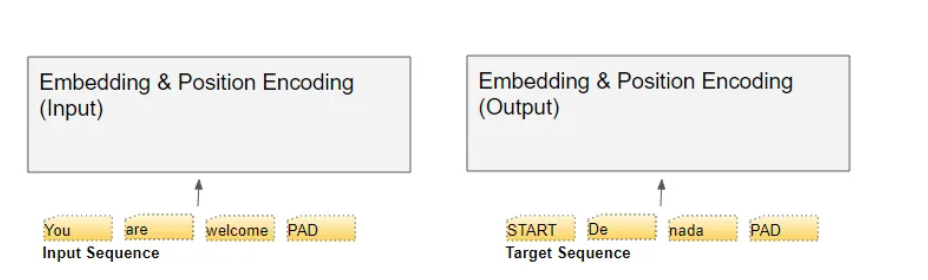 Embedding & Position Encoding
(Input)
You are welcome PAD
Input Sequence
Embedding & Position Encoding
(Output)
START De nada PAD
Target Sequence